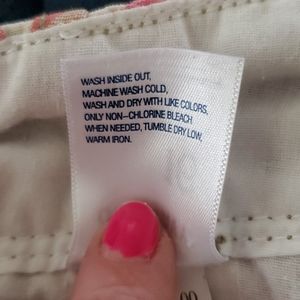 WASH INSIDE OUT,
MACHINE WASH COLD,
WASH AND DRY WITH LIKE COLORS,
ONLY NON-CHLORINE BLEACH
WHEN NEEDED, TUMBLE DRY LOW,
WARM IRON.